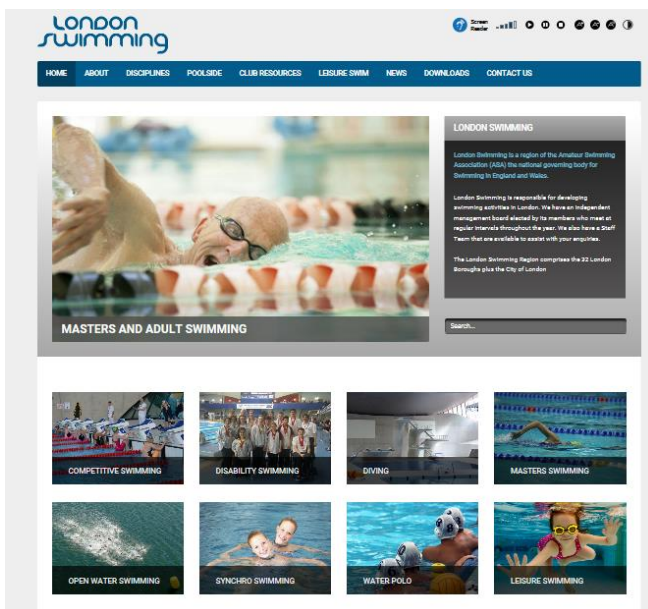 London
Swimming
Screen
Reader
HOME ABOUT DISCIPLINES POOLSIDE CLUB RESOURCES LEISURE SWIM NEWS DOWNLOADS CONTACT US
LONDON SWIMMING
London Swimming is a region of the Amateur Swimming
Association (ASA) the national governing body for
Swimming in England and Wales.
London Swimming is responsible for developing
swimming activities in London. We have an independent
management board elected by its members who meet at
regular intervals throughout the year. We also have a Staff
Team that are available to assist with your enquiries.
The London Swimming Region comprises the 32 London
Boroughs plus the City of London
MASTERS AND ADULT SWIMMING
Search...
COMPETITIVE SWIMMING
DISABILITY SWIMMING
DIVING
MASTERS SWIMMING
OPEN WATER SWIMMING
SYNCHRO SWIMMING
WATER POLO
LEISURE SWIMMING